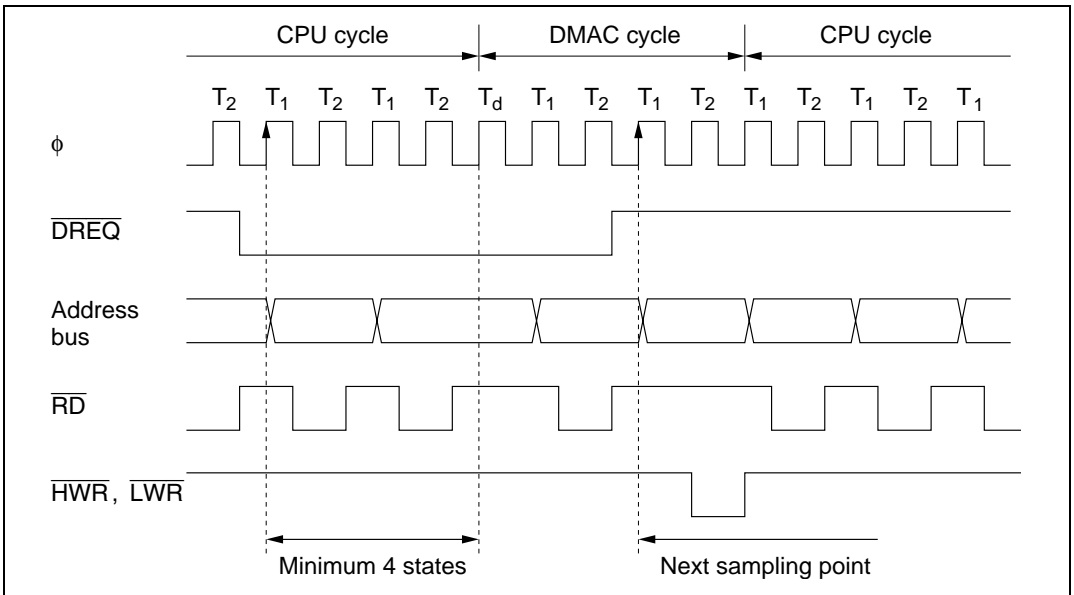 CPU cycle DMAC cycle CPU cycle
T2 T1 T2 T1 T2 Td T1 T2 T1 T2 T1 T2 T1 T2 T1
ϕ
DREQ
Address
bus
RD
HWR, LWR
Minimum 4 states Next sampling point